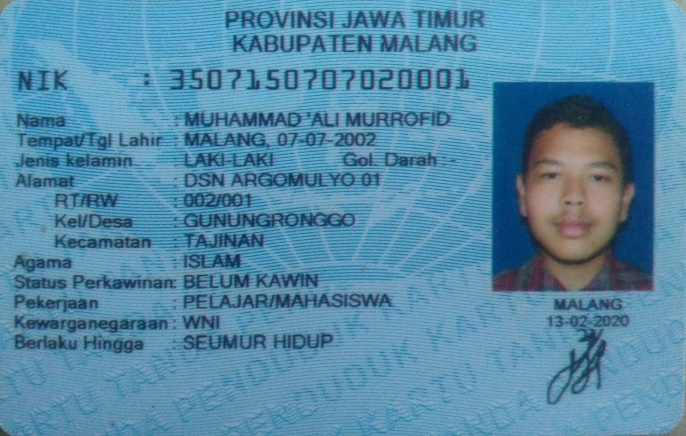 PROVINSI JAWA TIMUR
KABUPATEN MALANG
NIK : 3507150707020001
Nama : MUHAMMAD 'ALI MURROFID
Tempat/Tgl Lahir : MALANG, 07-07-2002
Jenis kelamin : LAKI-LAKI Gol. Darah : -
Alamat : DSN ARGOMULYO 01
RT/RW : 002/001
Kel/Desa : GUNUNGRONGGO
Kecamatan : TAJINAN
Agama : ISLAM
Status Perkawinan: BELUM KAWIN
Pekerjaan : PELAJAR/MAHASISWA
Kewarganegaraan : WNI
Berlaku Hingga : SEUMUR HIDUP
MALANG
13-02-2020